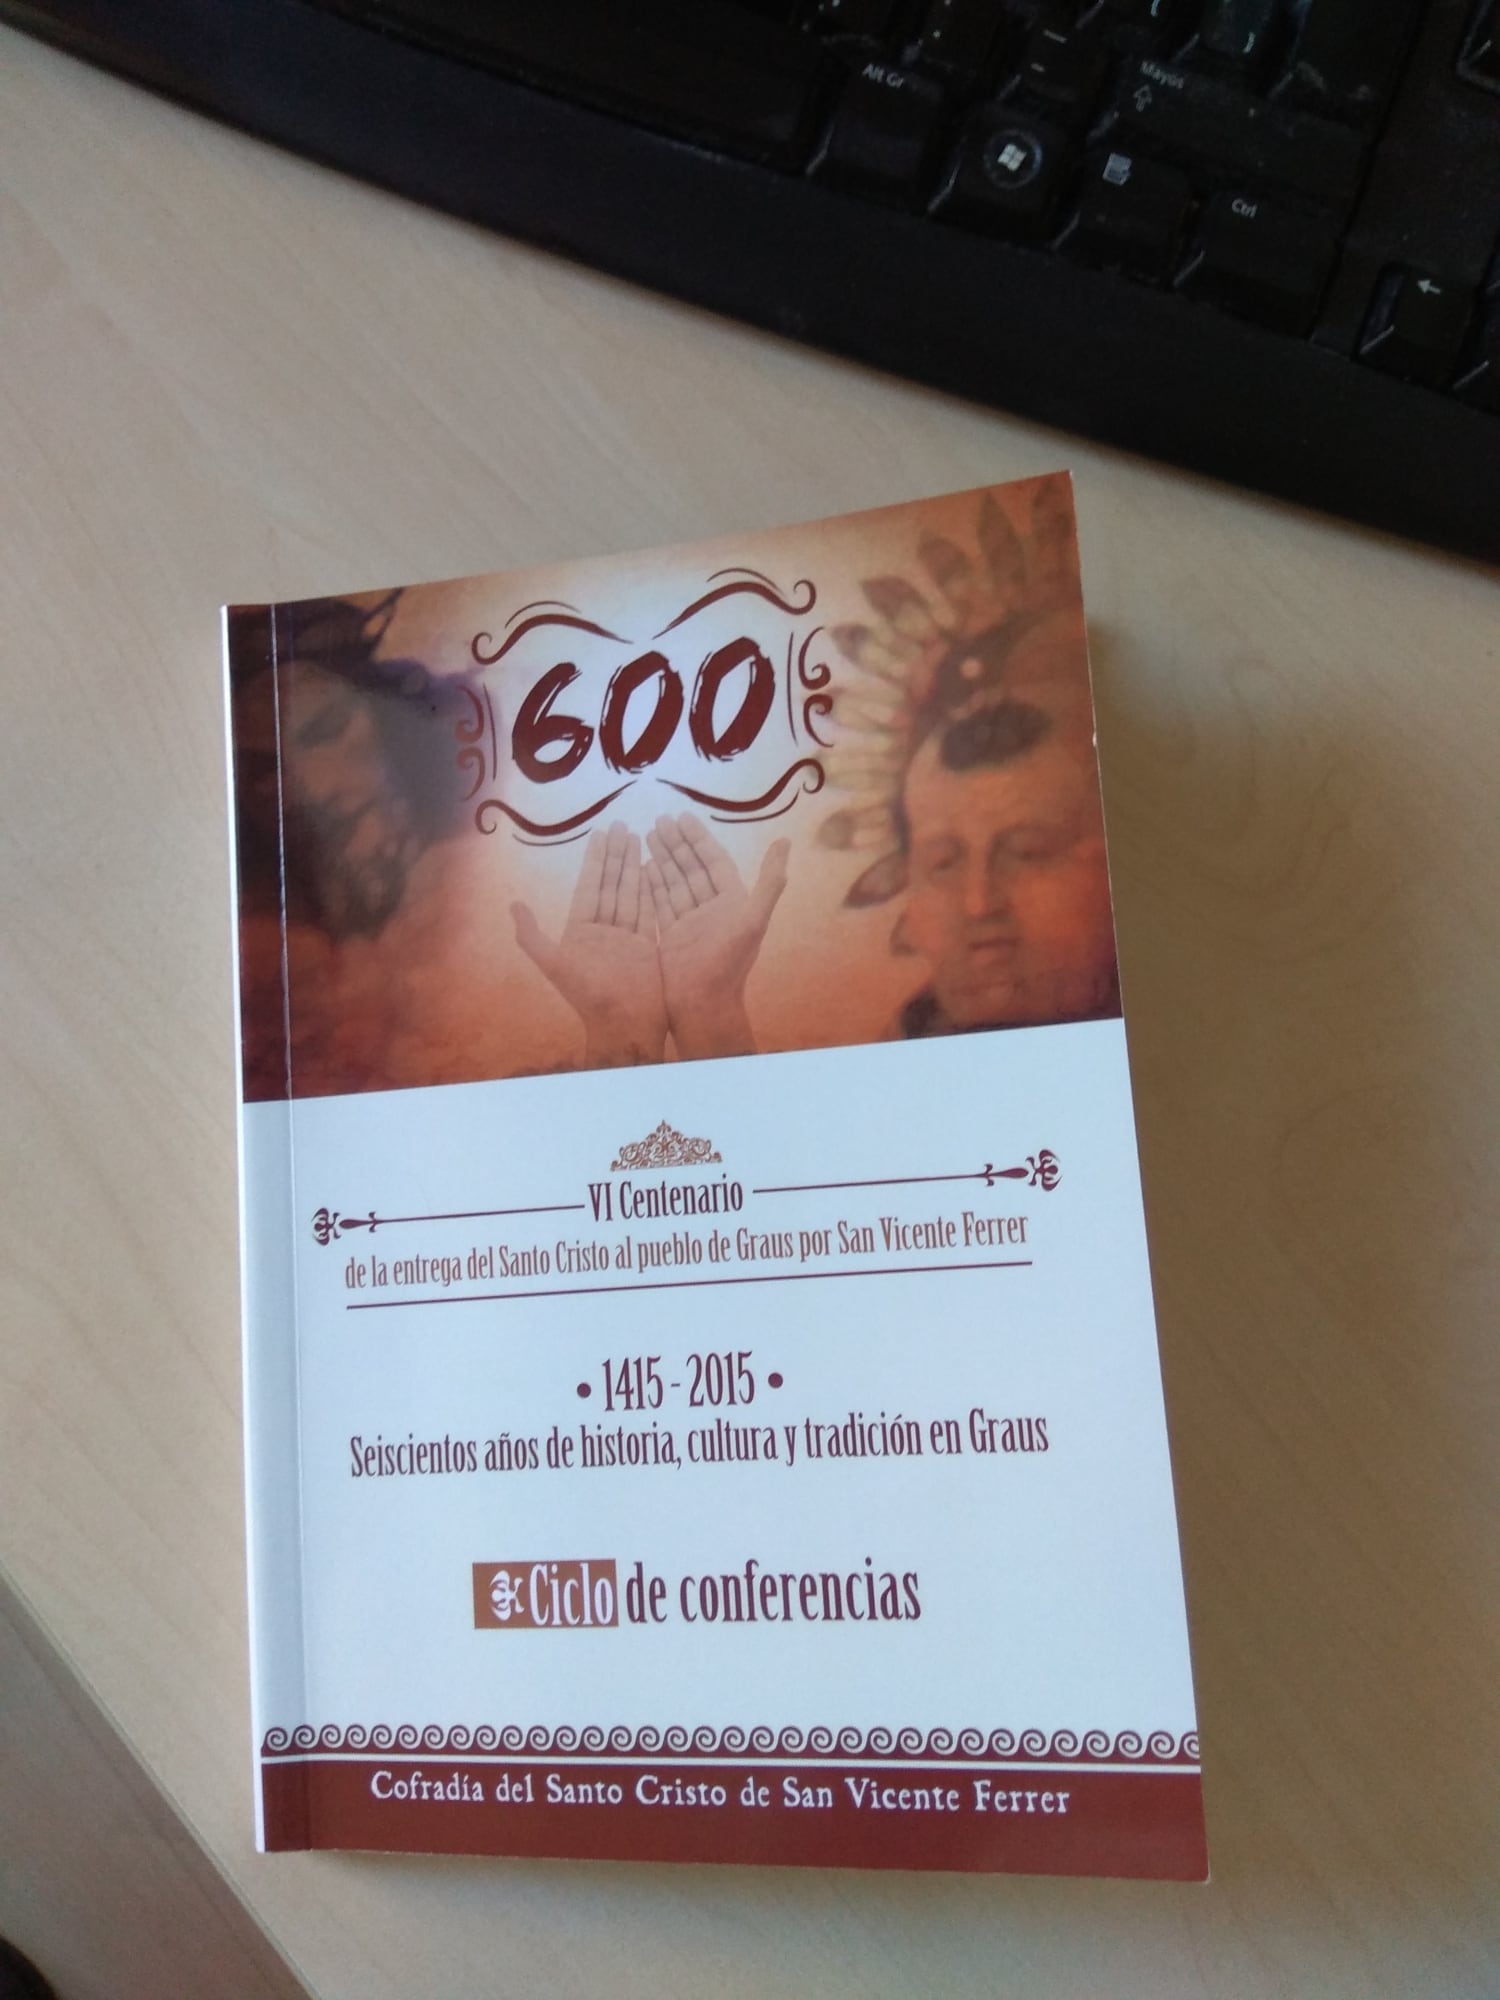 Alt Gr
Mayús
Ctrl
600
VI Centenario
de la entrega del Santo Cristo al pueblo de Graus por San Vicente Ferrer
• 1415 - 2015 •
Seiscientos años de historia, cultura y tradición en Graus
Ciclo de conferencias
Cofradía del Santo Cristo de San Vicente Ferrer